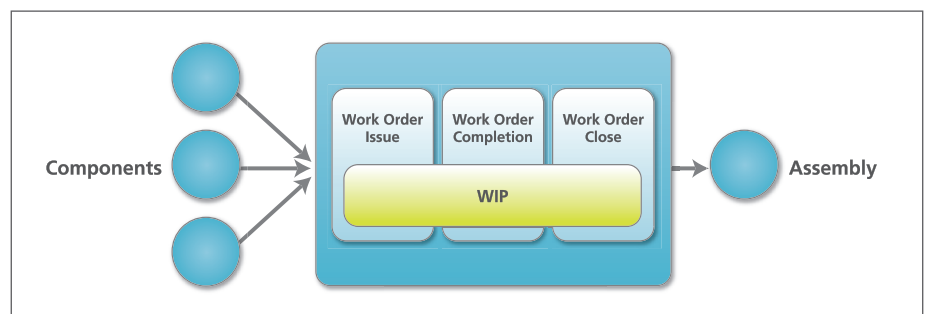 Components
Work Order
Issue
Work Order
Completion
Work Order
Close
WIP
Assembly